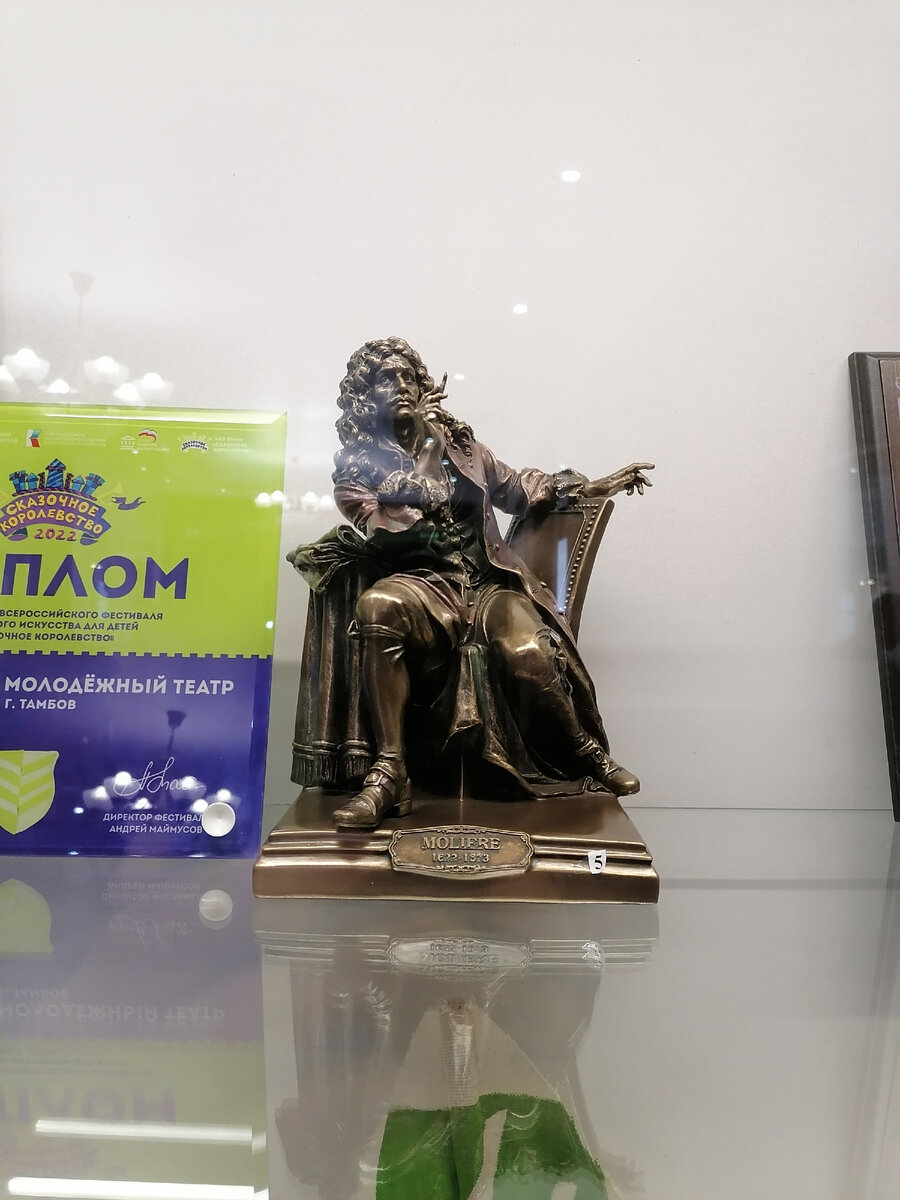 СКАЗОЧНОЕ
КОРОЛЕВСТВО
2022
ПЛОМ
ВСЕРОССИЙСКОГО ФЕСТИВАЛЯ
ОГО ИСКУССТВА ДЛЯ ДЕТЕЙ
ОЧНОЕ КОРОЛЕВСТВО»
МОЛОДЁЖНЫЙ ТЕАТР
Г. ТАМБОВ
ДИРЕКТОР ФЕСТИВАЛ
АНДРЕЙ МАЙМУСОВ
MOLIERE
1622-1673
5